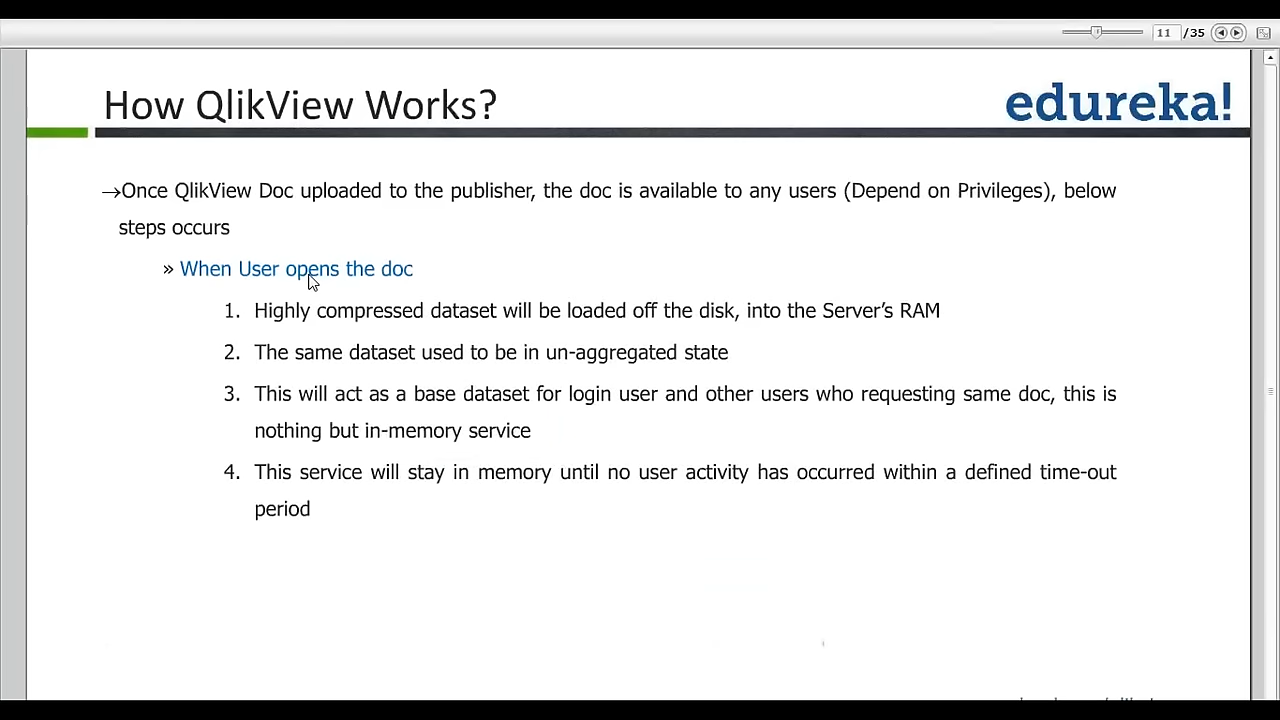 11 /35
How QlikView Works?
edureka!
→Once QlikView Doc uploaded to the publisher, the doc is available to any users (Depend on Privileges), below
steps occurs
» When User opens the doc
1. Highly compressed dataset will be loaded off the disk, into the Server's RAM
2. The same dataset used to be in un-aggregated state
3. This will act as a base dataset for login user and other users who requesting same doc, this is
nothing but in-memory service
4. This service will stay in memory until no user activity has occurred within a defined time-out
period